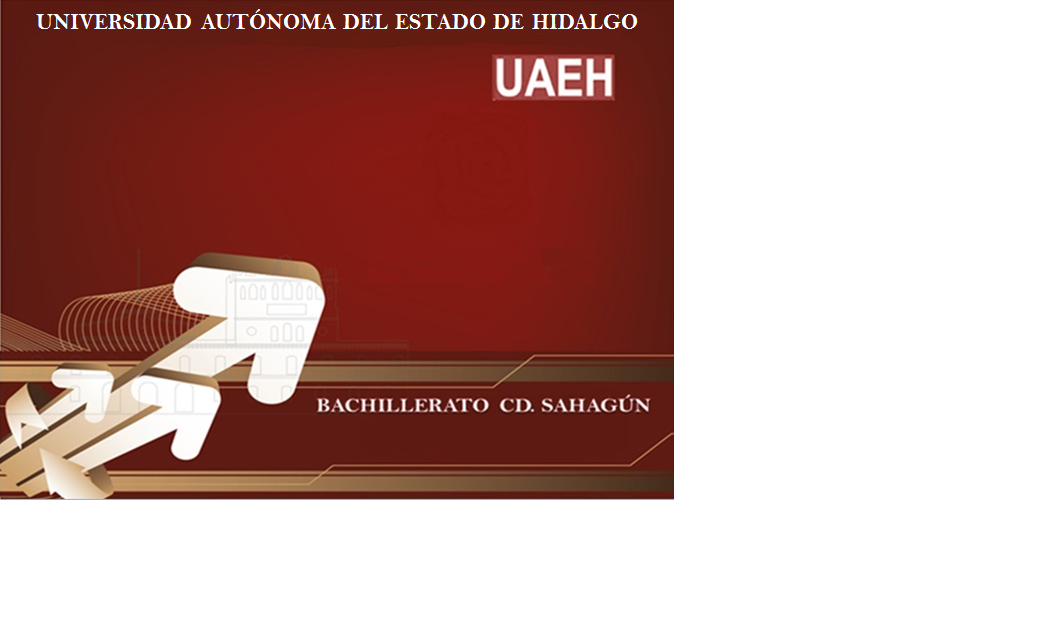 UNIVERSIDAD AUTÓNOMA DEL ESTADO DE HIDALGO
UAEH
BACHILLERATO CD. SAHAGÚN